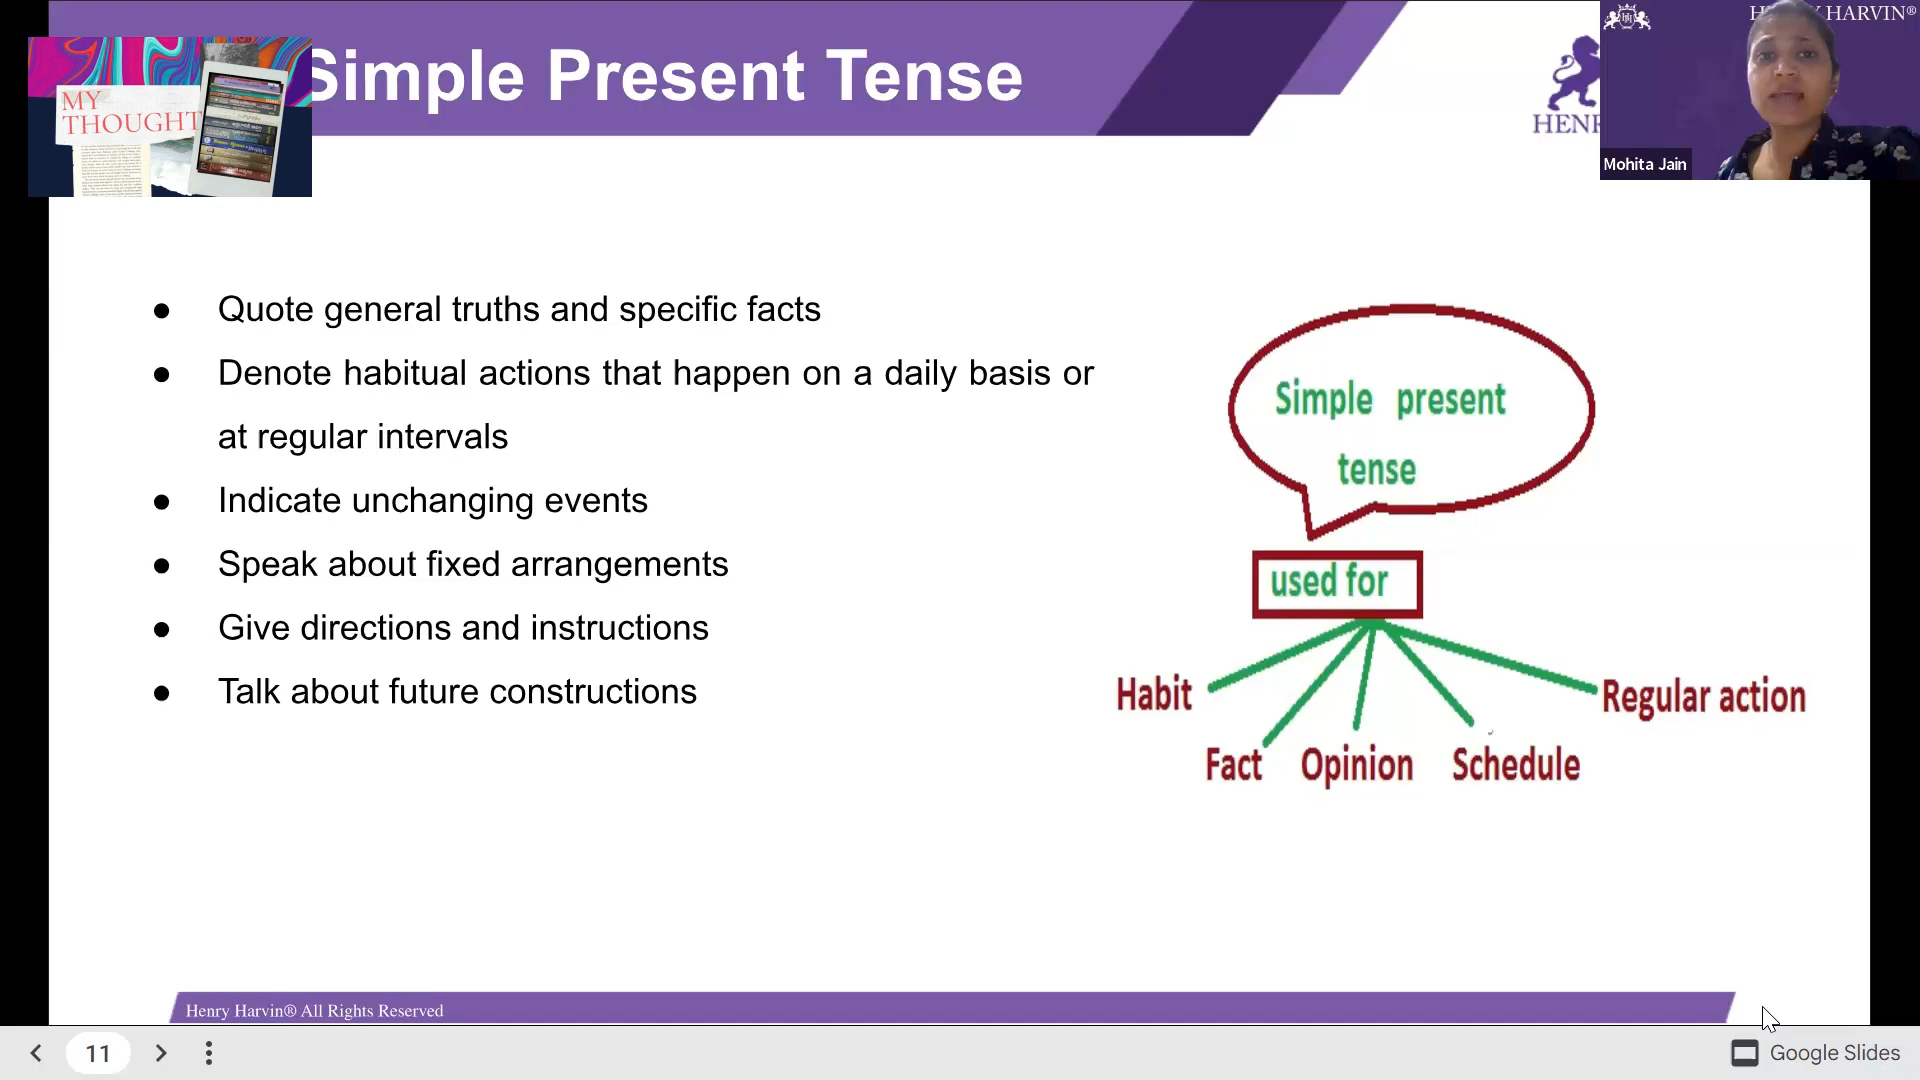 Simple Present Tense
MY
THOUGHT
HENR
HARVIN®
Mohita Jain
● Quote general truths and specific facts
● Denote habitual actions that happen on a daily basis or
at regular intervals
● Indicate unchanging events
● Speak about fixed arrangements
● Give directions and instructions
● Talk about future constructions
Simple present
tense
used for
Habit
Regular action
Fact
Opinion
Schedule
Henry Harvin® All Rights Reserved
11
Google Slides